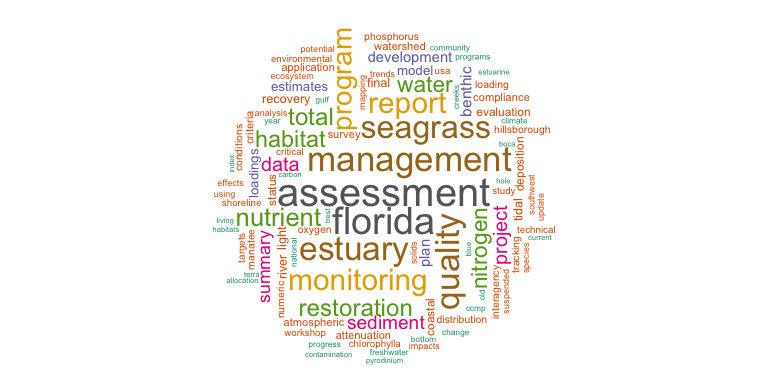 phosphorus
potential
watershed
community
environmental
development
programs
application
model
usa
estuarine
ecosystem
trends
estimates
final
water
loading
program
mapping
benthic
creeks
recovery
gulf
report
compliance
analysis
total
evaluation
year
seagrass
climate
criteria
habitat
survey
hillsborough
conditions
critical
management
boca
index
data
deposition
carbon
hole
effects
loadings
status
assessment
study
southwest
using
shoreline
update
living
nutrient
best
florida
tidal
habitats
oxygen
quality
nitrogen
project
technical
current
targets
manatee
summary
river
light
national
estuary
solids
plan
blue
tracking
species
terra
allocation
numeric
monitoring
old
interagency
suspended
restoration
coastal
ccmp
atmospheric
sediment
distribution
workshop
attenuation
change
progress
chlorophylla
bottom
impacts
contamination
freshwater
pyrodinium